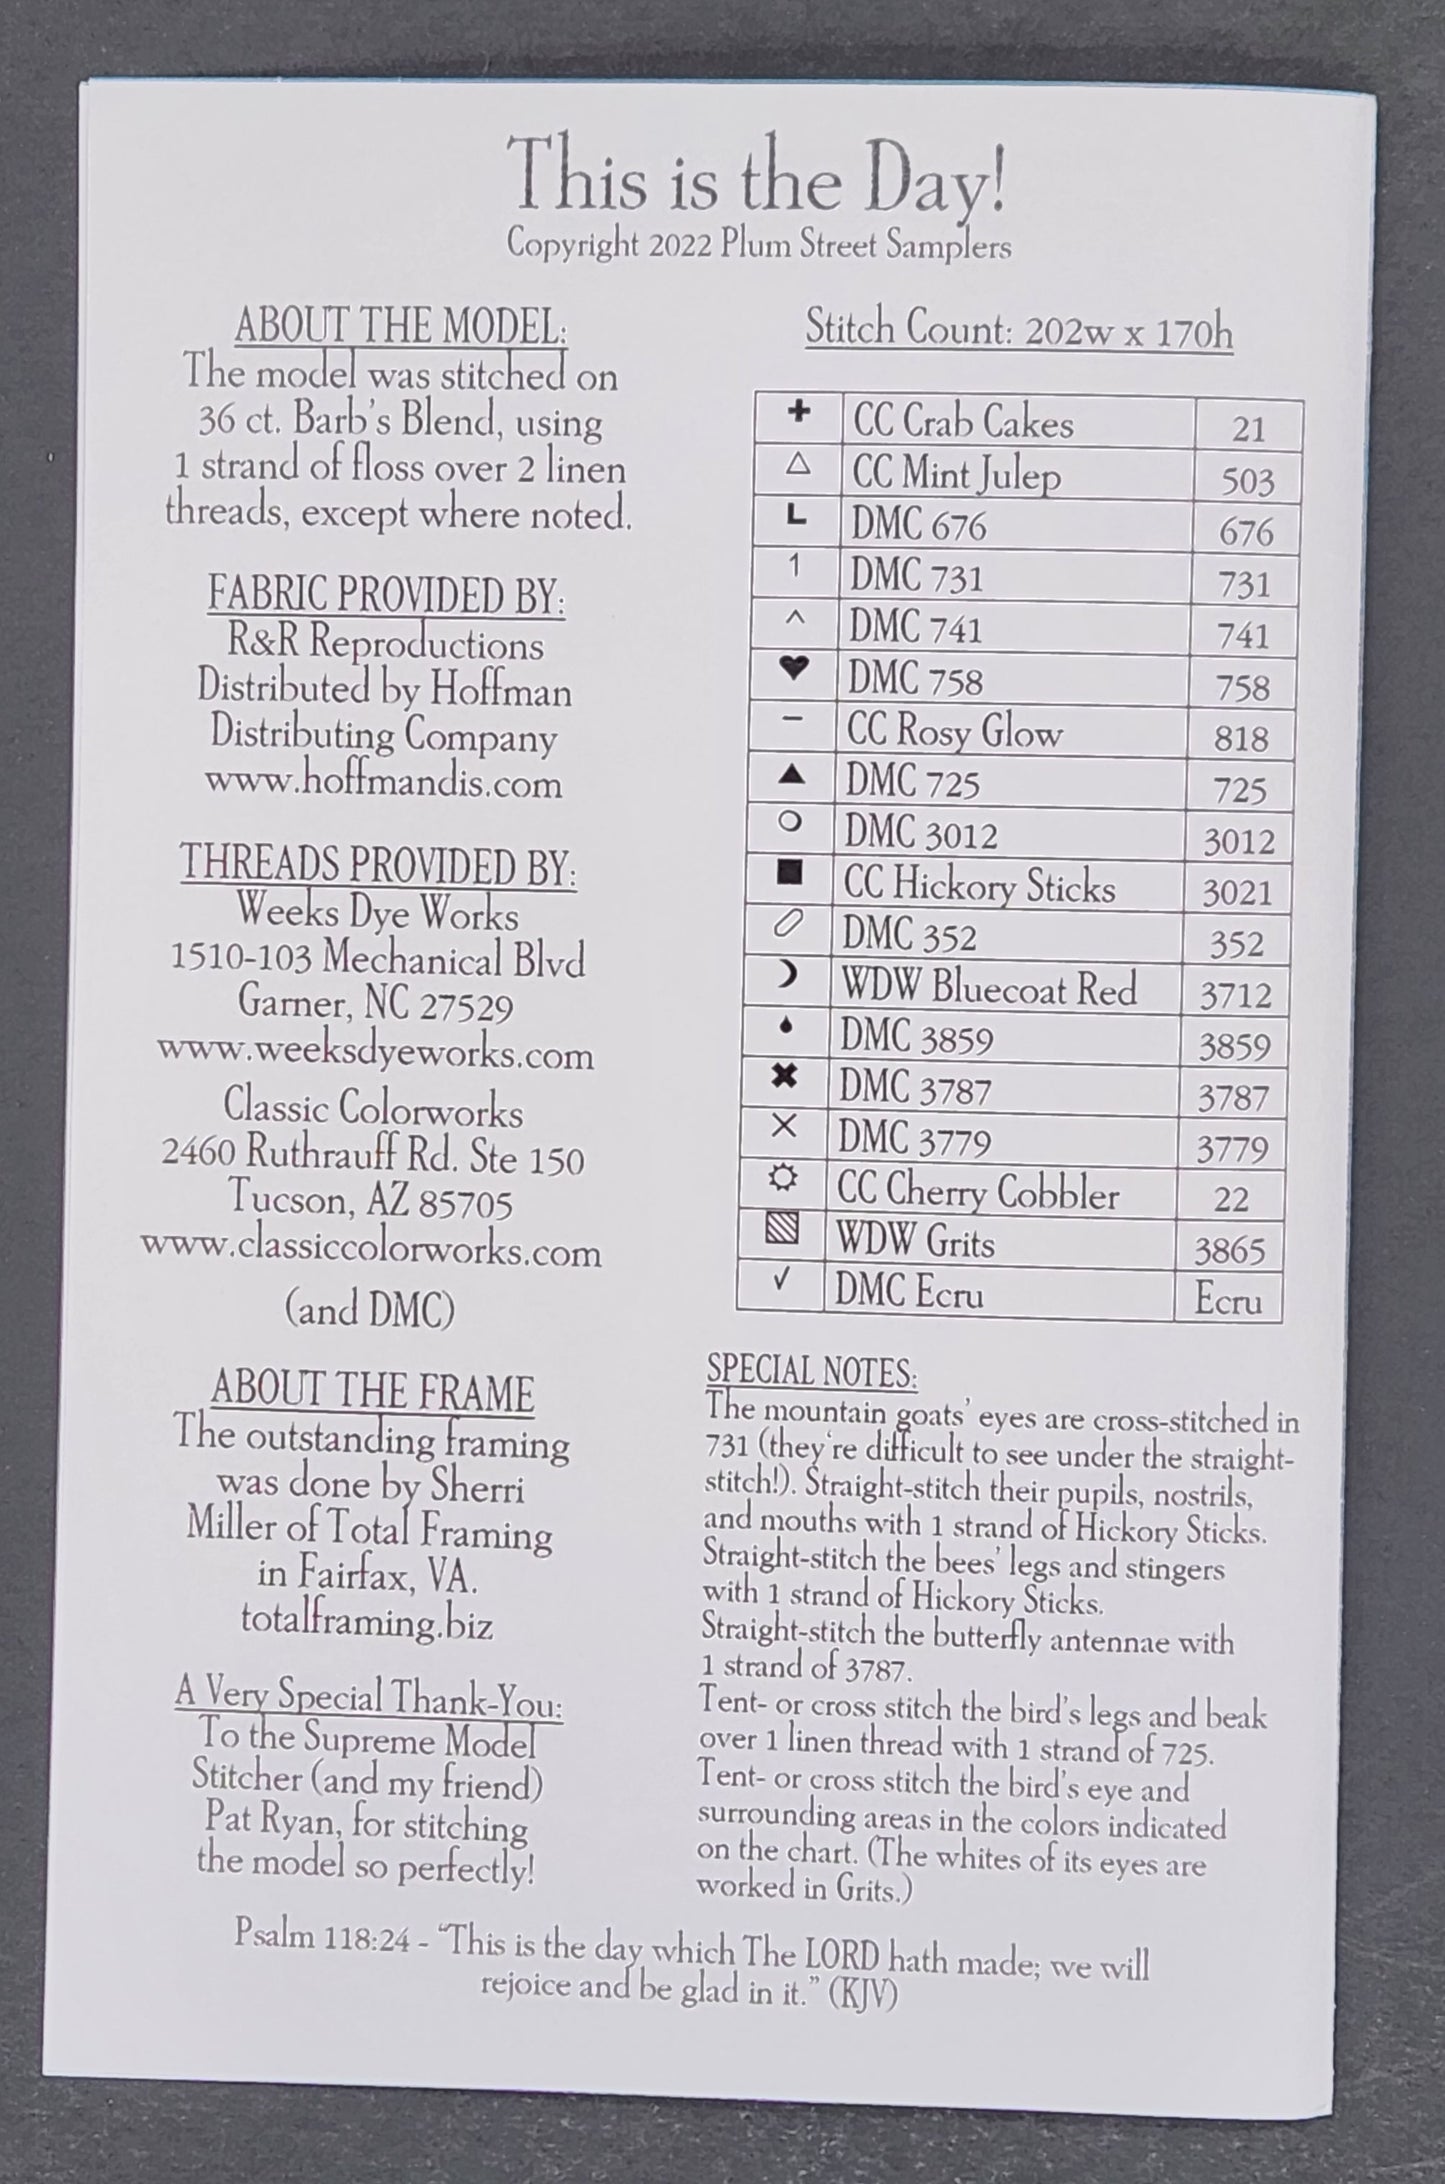 This is the Day!
Copyright 2022 Plum Street Samplers
ABOUT THE MODEL:
The model was stitched on
36 ct. Barb's Blend, using
1 strand of floss over 2 linen
threads, except where noted.
FABRIC PROVIDED BY:
R&R Reproductions
Distributed by Hoffman
Distributing Company
www.hoffmandis.com
THREADS PROVIDED BY:
Weeks Dye Works
1510-103 Mechanical Blvd
Garner, NC 27529
www.weeksdyeworks.com
Classic Colorworks
2460 Ruthrauff Rd. Ste 150
Tucson, AZ 85705
www.classiccolorworks.com
(and DMC)
ABOUT THE FRAME
The outstanding framing
was done by Sherri
Miller of Total Framing
in Fairfax, VA.
totalframing.biz
A Very Special Thank-You:
To the Supreme Model
Stitcher (and my friend)
Pat Ryan, for stitching
the model so perfectly!
Stitch Count: 202w x 170h
✚ CC Crab Cakes 21
△ CC Mint Julep 503
L DMC 676 676
1 DMC 731 731
^ DMC 741 741
♥ DMC 758 758
– CC Rosy Glow 818
▲ DMC 725 725
○ DMC 3012 3012
■ CC Hickory Sticks 3021
DMC 352 352
WDW Bluecoat Red 3712
DMC 3859 3859
✖ DMC 3787 3787
× DMC 3779 3779
CC Cherry Cobbler 22
▧ WDW Grits 3865
✓ DMC Ecru Ecru
SPECIAL NOTES:
The mountain goats' eyes are cross-stitched in
731 (they're difficult to see under the straight-
stitch!). Straight-stitch their pupils, nostrils,
and mouths with 1 strand of Hickory Sticks.
Straight-stitch the bees' legs and stingers
with 1 strand of Hickory Sticks.
Straight-stitch the butterfly antennae with
1 strand of 3787.
Tent- or cross stitch the bird's legs and beak
over 1 linen thread with 1 strand of 725.
Tent- or cross stitch the bird's eye and
surrounding areas in the colors indicated
on the chart. (The whites of its eyes are
worked in Grits.)
Psalm 118:24 - "This is the day which The LORD hath made; we will
rejoice and be glad in it." (KJV)